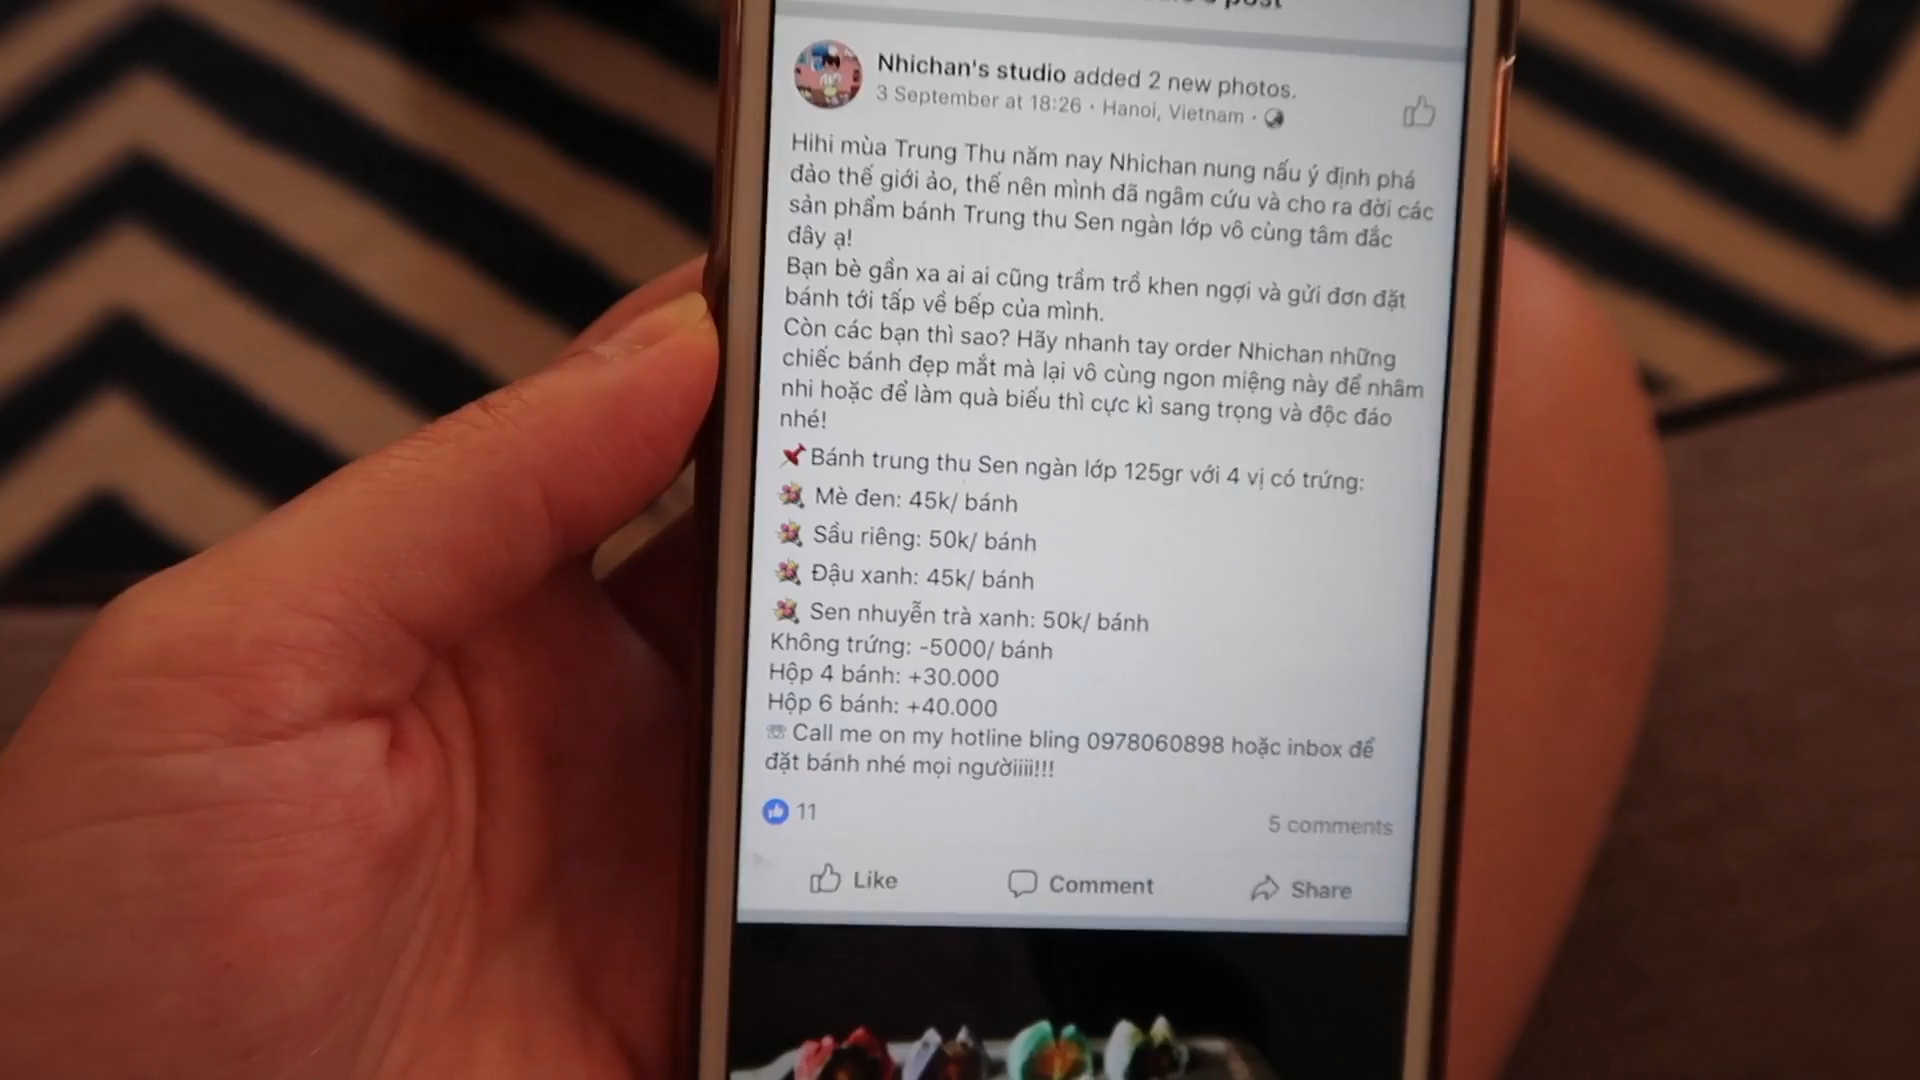 Nhichan's studio added 2 new photos.
3 September at 18:26 · Hanoi, Vietnam ·
Hihi mùa Trung Thu năm nay Nhichan nung nấu ý định phá
đảo thế giới ảo, thế nên mình đã ngâm cứu và cho ra đời các
sản phẩm bánh Trung thu Sen ngàn lớp vô cùng tâm đắc
đây ạ!
Bạn bè gần xa ai ai cũng trầm trồ khen ngợi và gửi đơn đặt
bánh tới tấp về bếp của mình.
Còn các bạn thì sao? Hãy nhanh tay order Nhichan những
chiếc bánh đẹp mắt mà lại vô cùng ngon miệng này để nhâm
nhi hoặc để làm quà biếu thì cực kì sang trọng và độc đáo
nhé!
📌Bánh trung thu Sen ngàn lớp 125gr với 4 vị có trứng:
Mè đen: 45k/ bánh
Sầu riêng: 50k/ bánh
Đậu xanh: 45k/ bánh
Sen nhuyễn trà xanh: 50k/ bánh
Không trứng: -5000/ bánh
Hộp 4 bánh: +30.000
Hộp 6 bánh: +40.000
☏ Call me on my hotline bling 0978060898 hoặc inbox để
đặt bánh nhé mọi ngườiiii!!!
11
5 comments
Like
Comment
Share